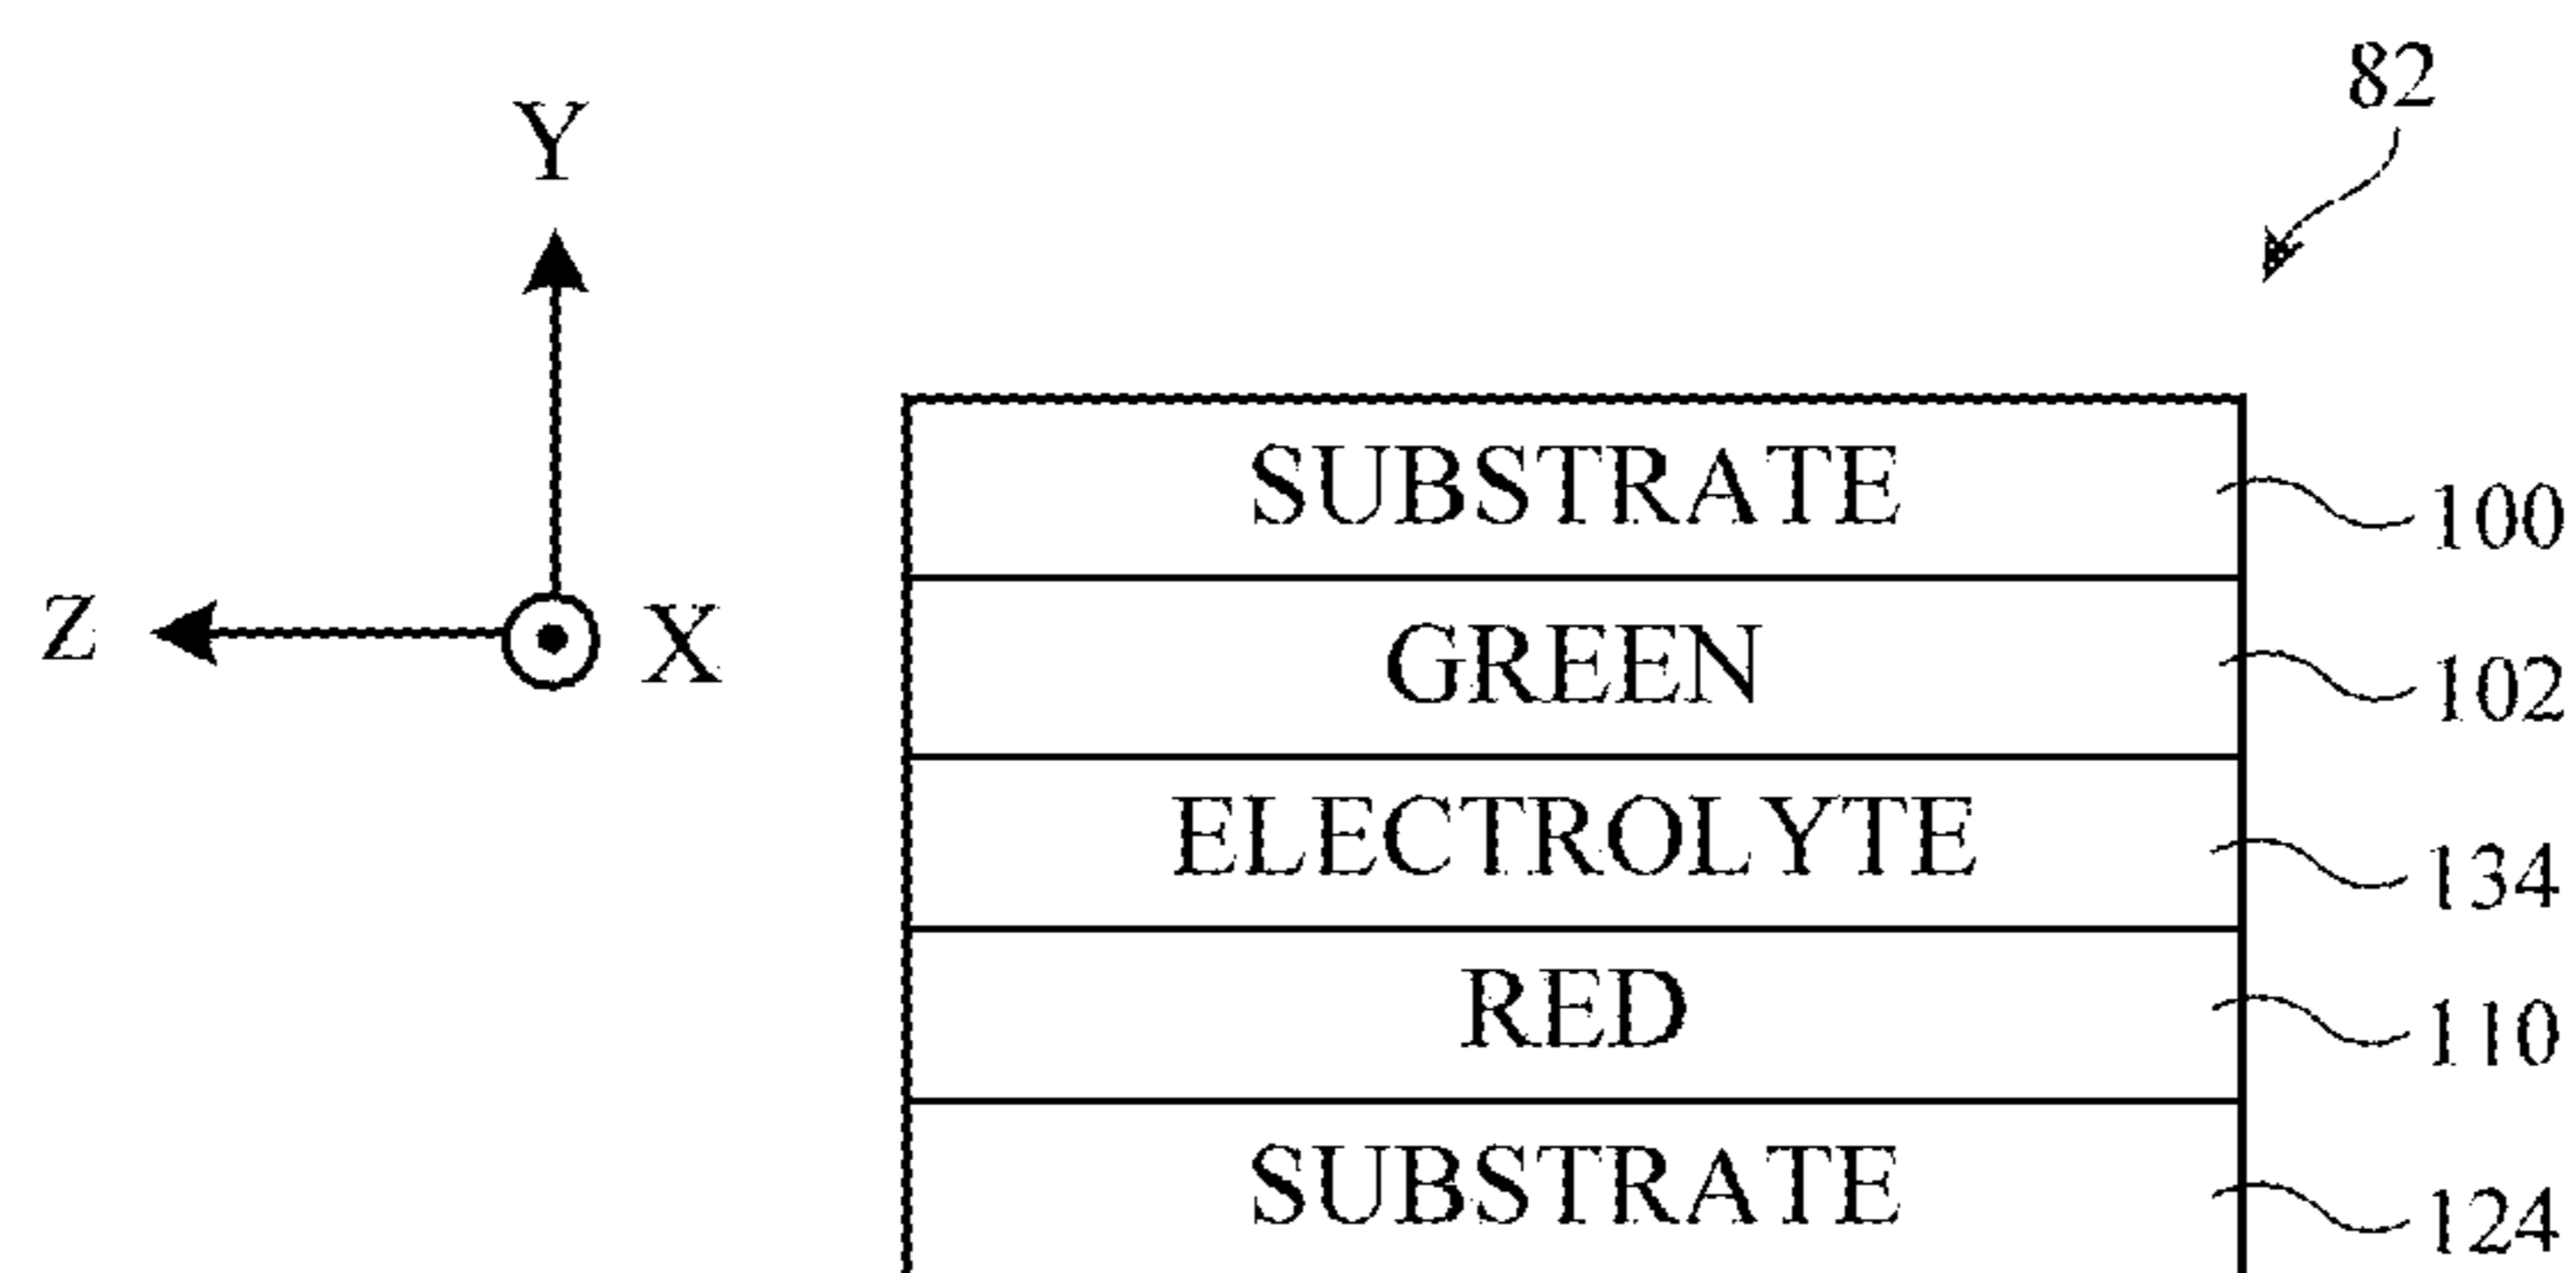 82
Y
Z
X
SUBSTRATE 100
GREEN 102
ELECTROLYTE 134
RED 110
SUBSTRATE 124